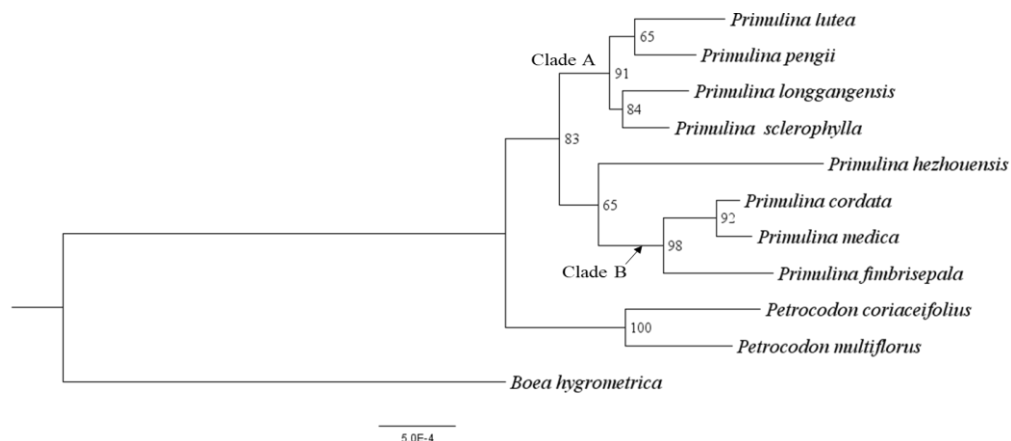 Primulina lutea
65
Primulina pengii
Clade A
91
Primulina longgangensis
84
Primulina sclerophylla
83
Primulina hezhouensis
65
Primulina cordata
92
Primulina medica
98
Clade B
Primulina fimbrisepala
Petrocodon coriaceifolius
100
Petrocodon multiflorus
Boea hygrometrica
5.0E-4